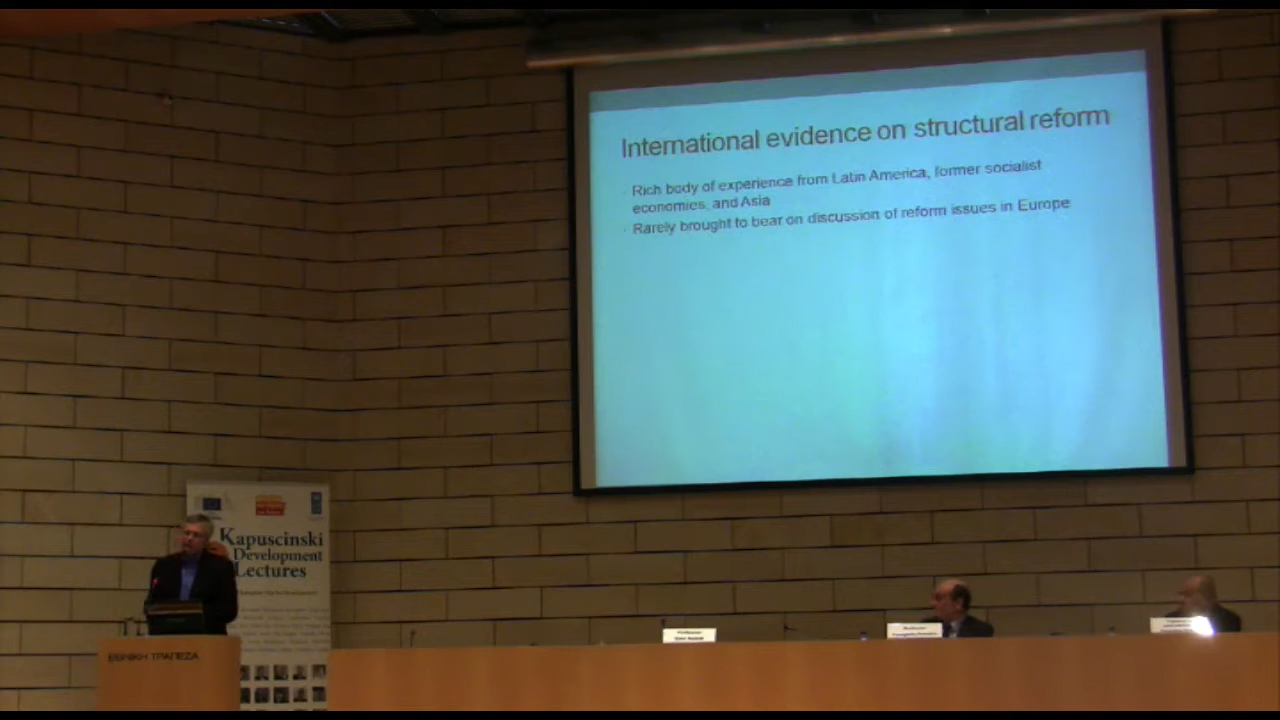 International evidence on structural reform
Rich body of experience from Latin America, former socialist
economies, and Asia
Rarely brought to bear on discussion of reform issues in Europe
Kapuscinski
Development
Lectures
ΕΘΝΙΚΗ ΤΡΑΠΕΖΑ
Professor